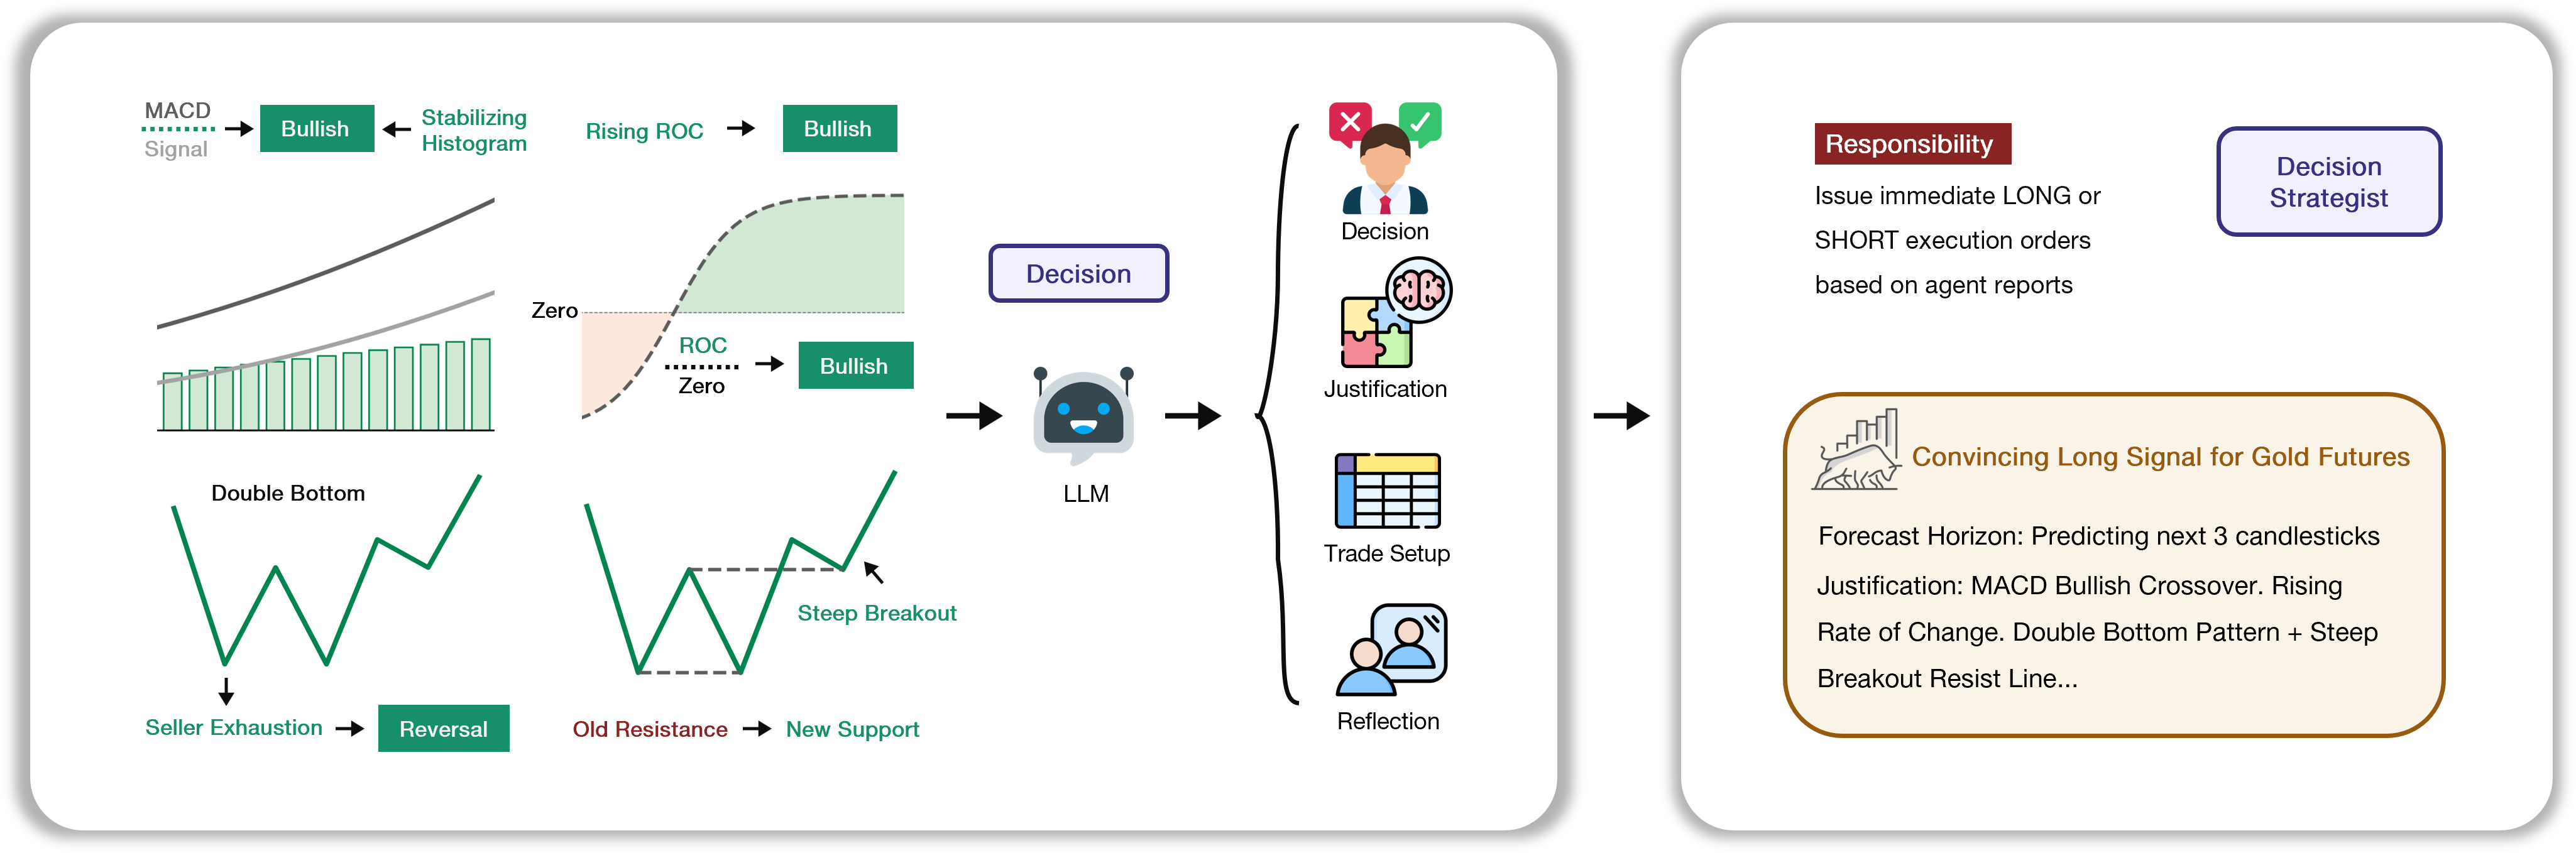 MACD
Signal
Bullish
Stabilizing
Histogram
Rising ROC
Bullish
Zero
ROC
Zero
Bullish
Double Bottom
Seller Exhaustion
Reversal
Steep Breakout
Old Resistance
New Support
Decision
LLM
Decision
Justification
Trade Setup
Reflection
Responsibility
Issue immediate LONG or
SHORT execution orders
based on agent reports
Decision
Strategist
Convincing Long Signal for Gold Futures
Forecast Horizon: Predicting next 3 candlesticks
Justification: MACD Bullish Crossover. Rising
Rate of Change. Double Bottom Pattern + Steep
Breakout Resist Line...